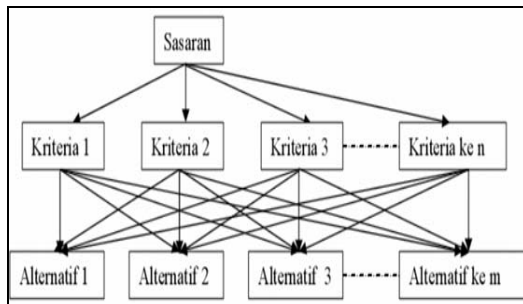 Sasaran
Kriteria 1 Kriteria 2 Kriteria 3 Kriteria ke n
Alternatif 1 Alternatif 2 Alternatif 3 Alternatif ke m